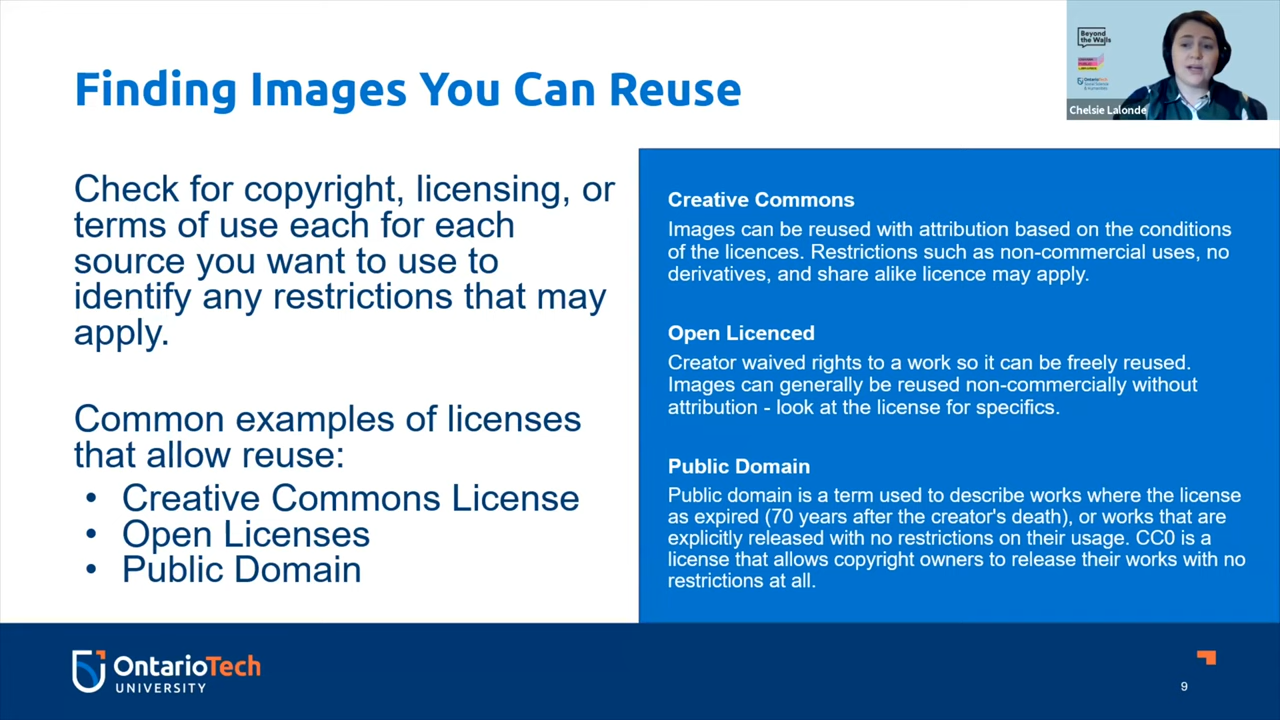 Finding Images You Can Reuse
Beyond
the Walls
OntarioTech
Chelsie Lalonde
Check for copyright, licensing, or
terms of use each for each
source you want to use to
identify any restrictions that may
apply.
Common examples of licenses
that allow reuse:
• Creative Commons License
• Open Licenses
• Public Domain
Creative Commons
Images can be reused with attribution based on the conditions
of the licences. Restrictions such as non-commercial uses, no
derivatives, and share alike licence may apply.
Open Licenced
Creator waived rights to a work so it can be freely reused.
Images can generally be reused non-commercially without
attribution - look at the license for specifics.
Public Domain
Public domain is a term used to describe works where the license
as expired (70 years after the creator's death), or works that are
explicitly released with no restrictions on their usage. CC0 is a
license that allows copyright owners to release their works with no
restrictions at all.
OntarioTech
UNIVERSITY
9